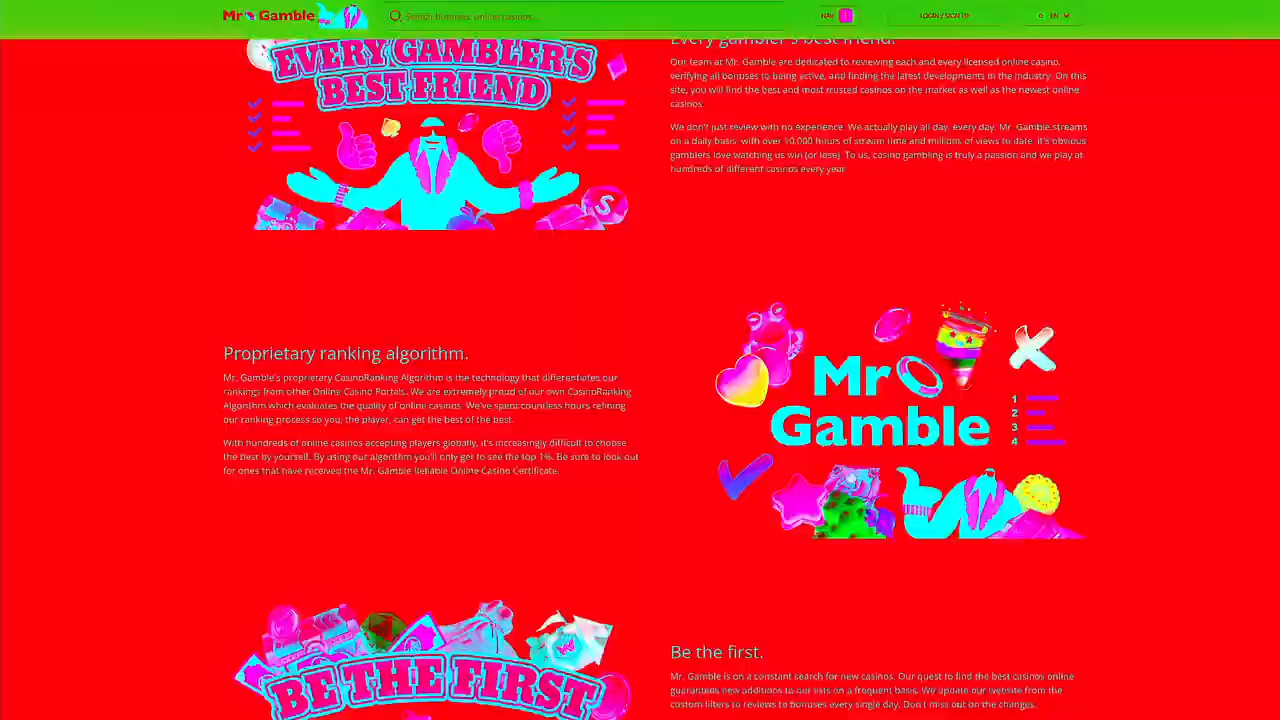 Mr Gamble
Search bonuses, online casinos...
NAV
LOGIN / SIGN UP
EN
EVERY GAMBLER'S
BEST FRIEND
Every gambler's best friend.
Our team at Mr. Gamble are dedicated to reviewing each and every licensed online casino,
verifying all bonuses to being active, and finding the latest developments in the industry. On this
site, you will find the best and most trusted casinos on the market as well as the newest online
casinos.
We don't just review with no experience. We actually play all day, every day. Mr. Gamble streams
on a daily basis, with over 10,000 hours of stream time and millions of views to date, it's obvious
gamblers love watching us win (or lose). To us, casino gambling is truly a passion and we play at
hundreds of different casinos every year.
S
Proprietary ranking algorithm.
Mr. Gamble's proprietary CasinoRanking Algorithm is the technology that differentiates our
rankings from other Online Casino Portals. We are extremely proud of our own CasinoRanking
Algorithm which evaluates the quality of online casinos. We've spent countless hours refining
our ranking process so you, the player, can get the best of the best.
With hundreds of online casinos accepting players globally, it's increasingly difficult to choose
the best by yourself. By using our algorithm you'll only get to see the top 1%. Be sure to look out
for ones that have received the Mr. Gamble Reliable Online Casino Certificate.
Mr
Gamble
1
2
3
4
BE THE FIRST
Be the first.
Mr. Gamble is on a constant search for new casinos. Our quest to find the best casinos online
guarantees new additions to our lists on a frequent basis. We update our website from the
custom filters to reviews to bonuses every single day. Don't miss out on the changes.